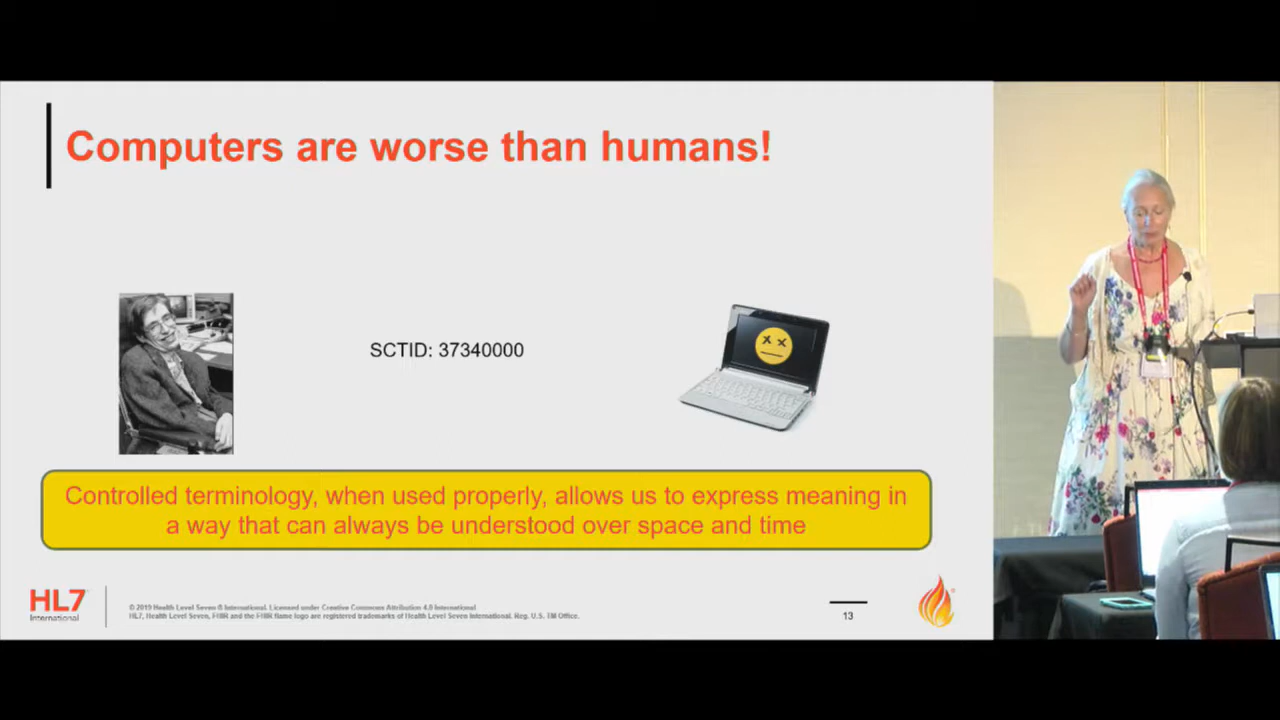 Computers are worse than humans!
SCTID: 37340000
Controlled terminology, when used properly, allows us to express meaning in
a way that can always be understood over space and time
HL7
International
© 2019 Health Level Seven ® International. Licensed under Creative Commons Attribution 4.0 International
HL7, Health Level Seven, FHIR and the FHIR flame logo are registered trademarks of Health Level Seven International. Reg. U.S. TM Office.
13